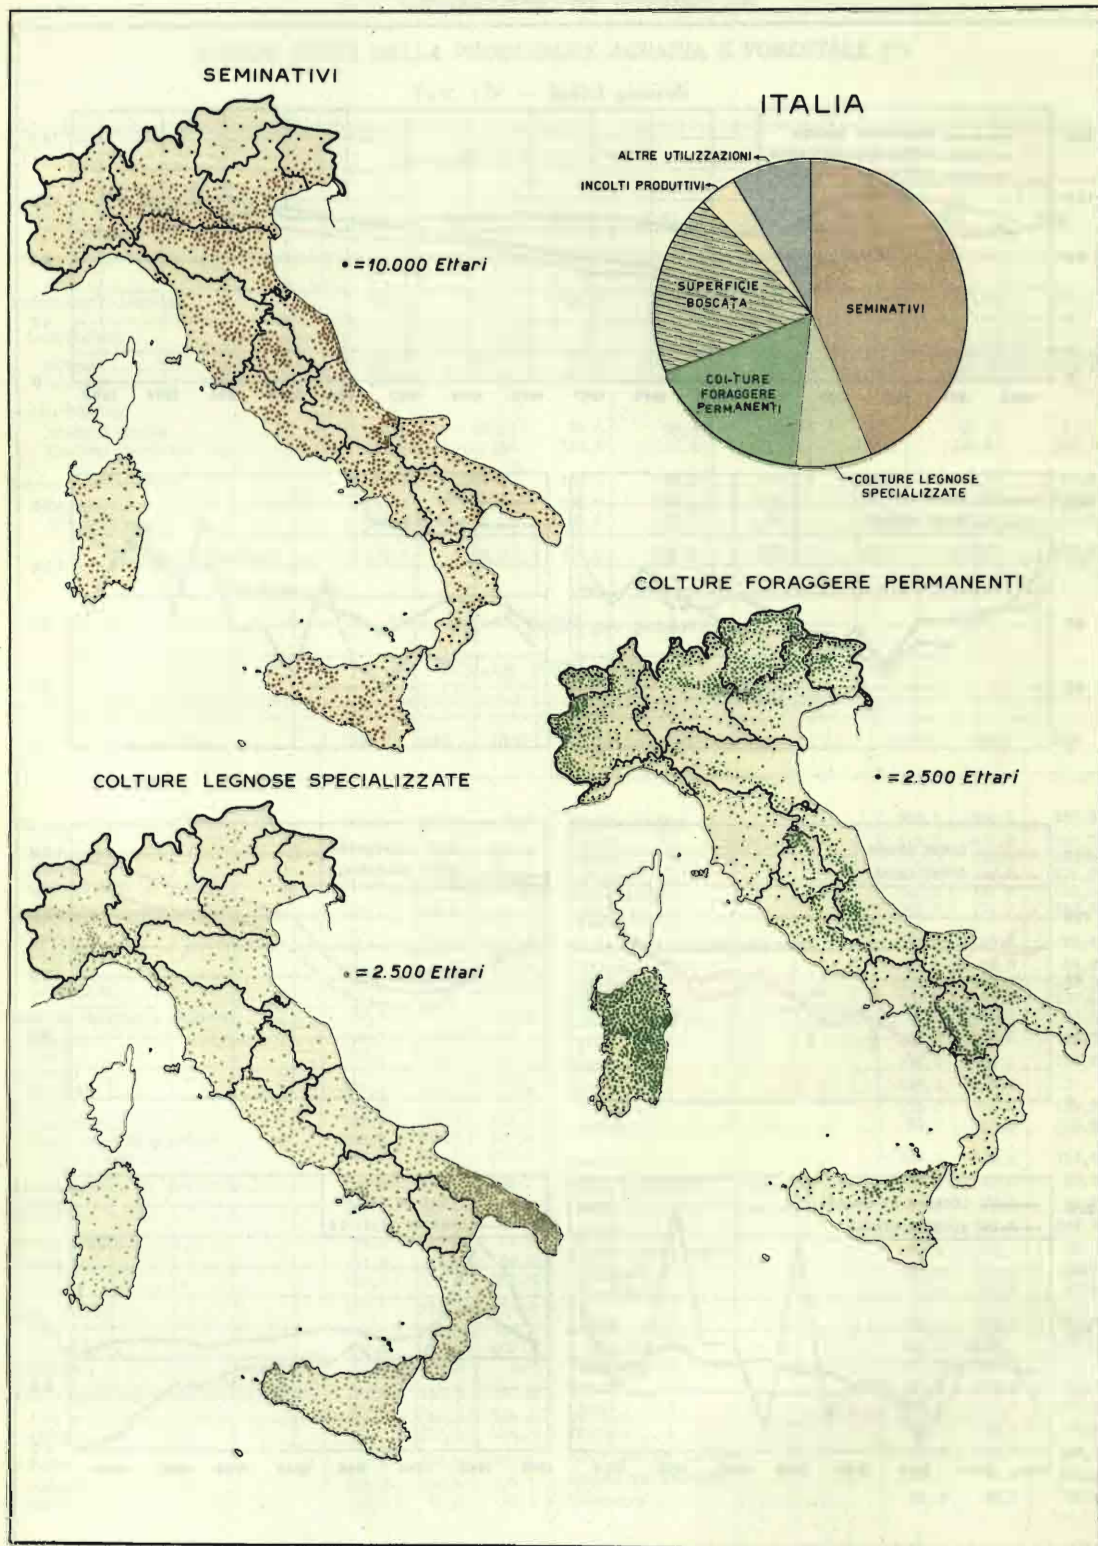 SEMINATIVI
• = 10.000 Ettari
ITALIA
ALTRE UTILIZZAZIONI
INCOLTI PRODUTTIVI
SUPERFICIE
BOSCATA
SEMINATIVI
COLTURE
FORAGGERE
PERMANENTI
COLTURE LEGNOSE
SPECIALIZZATE
COLTURE FORAGGERE PERMANENTI
• = 2.500 Ettari
COLTURE LEGNOSE SPECIALIZZATE
• = 2.500 Ettari